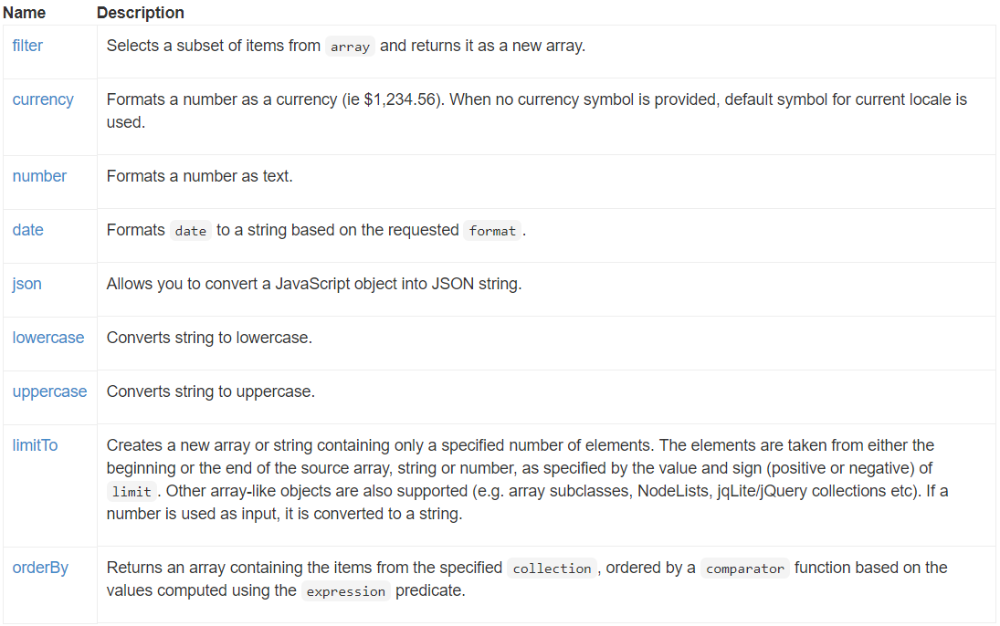 Name Description
filter Selects a subset of items from array and returns it as a new array.
currency Formats a number as a currency (ie $1,234.56). When no currency symbol is provided, default symbol for current locale is
used.
number Formats a number as text.
date Formats date to a string based on the requested format .
json Allows you to convert a JavaScript object into JSON string.
lowercase Converts string to lowercase.
uppercase Converts string to uppercase.
limitTo Creates a new array or string containing only a specified number of elements. The elements are taken from either the
beginning or the end of the source array, string or number, as specified by the value and sign (positive or negative) of
limit . Other array-like objects are also supported (e.g. array subclasses, NodeLists, jqLite/jQuery collections etc). If a
number is used as input, it is converted to a string.
orderBy Returns an array containing the items from the specified collection , ordered by a comparator function based on the
values computed using the expression predicate.